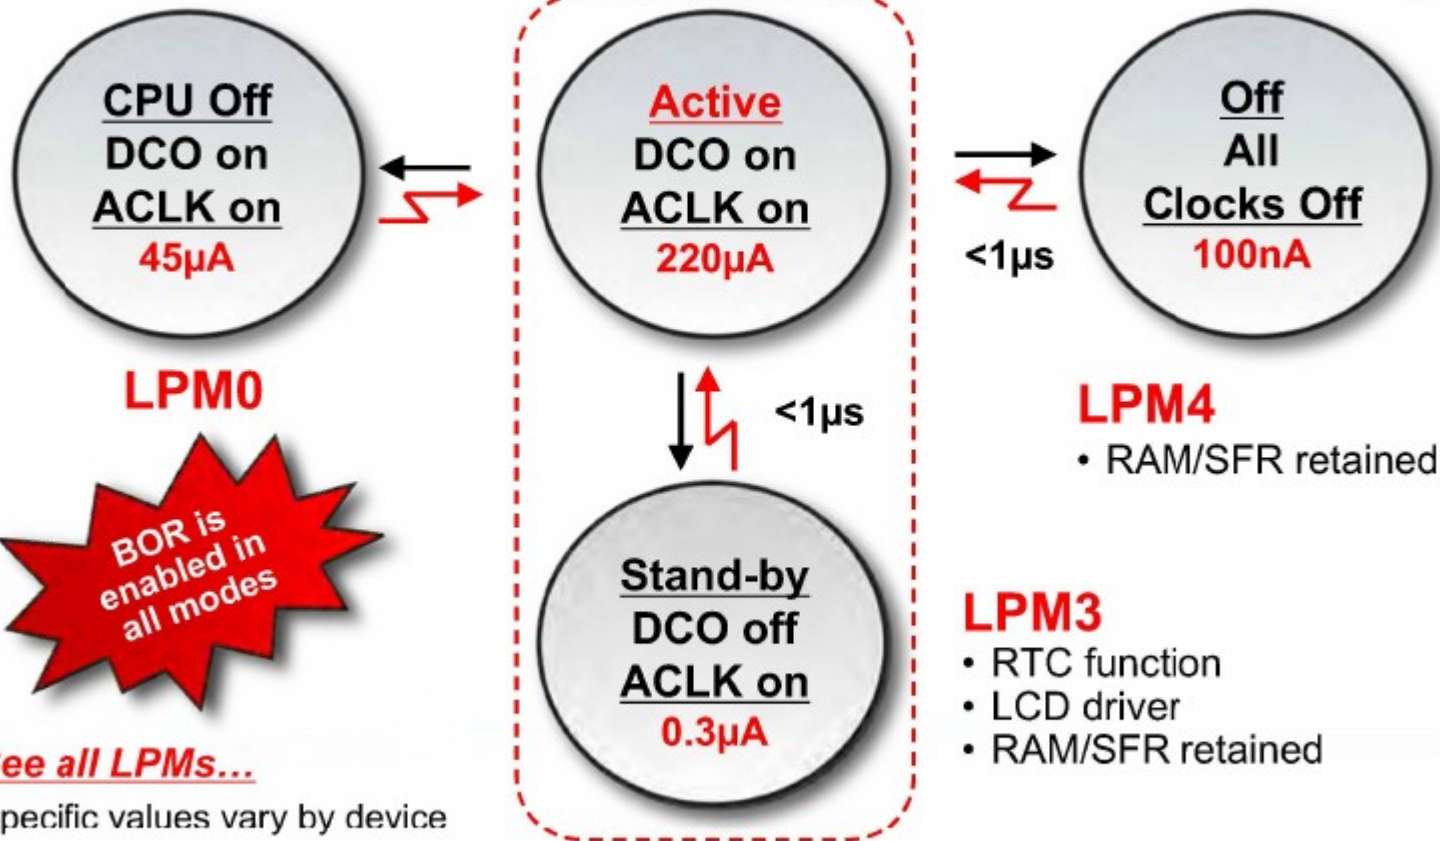 CPU Off
DCO on
ACLK on
45µA
LPM0
Active
DCO on
ACLK on
220µA
<1µs
Off
All
Clocks Off
100nA
LPM4
• RAM/SFR retained
<1µs
BOR is
enabled in
all modes
Stand-by
DCO off
ACLK on
0.3µA
LPM3
• RTC function
• LCD driver
• RAM/SFR retained
ee all LPMs...
pecific values vary by device